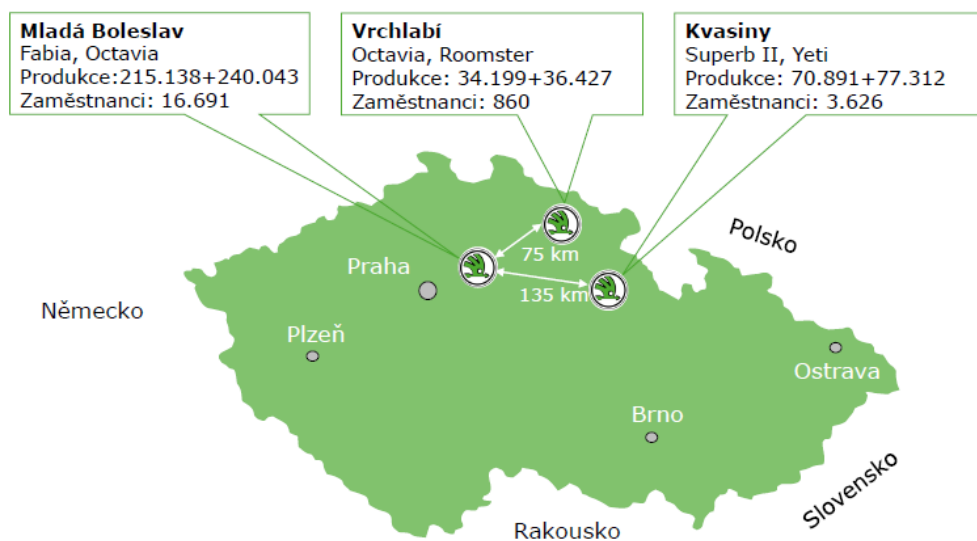 Mladá Boleslav
Fabia, Octavia
Produkce:215.138+240.043
Zaměstnanci: 16.691
Vrchlabí
Octavia, Roomster
Produkce: 34.199+36.427
Zaměstnanci: 860
Kvasiny
Superb II, Yeti
Produkce: 70.891+77.312
Zaměstnanci: 3.626
Polsko
75 km
Praha
135 km
Německo
Plzeň
Ostrava
Brno
Slovensko
Rakousko